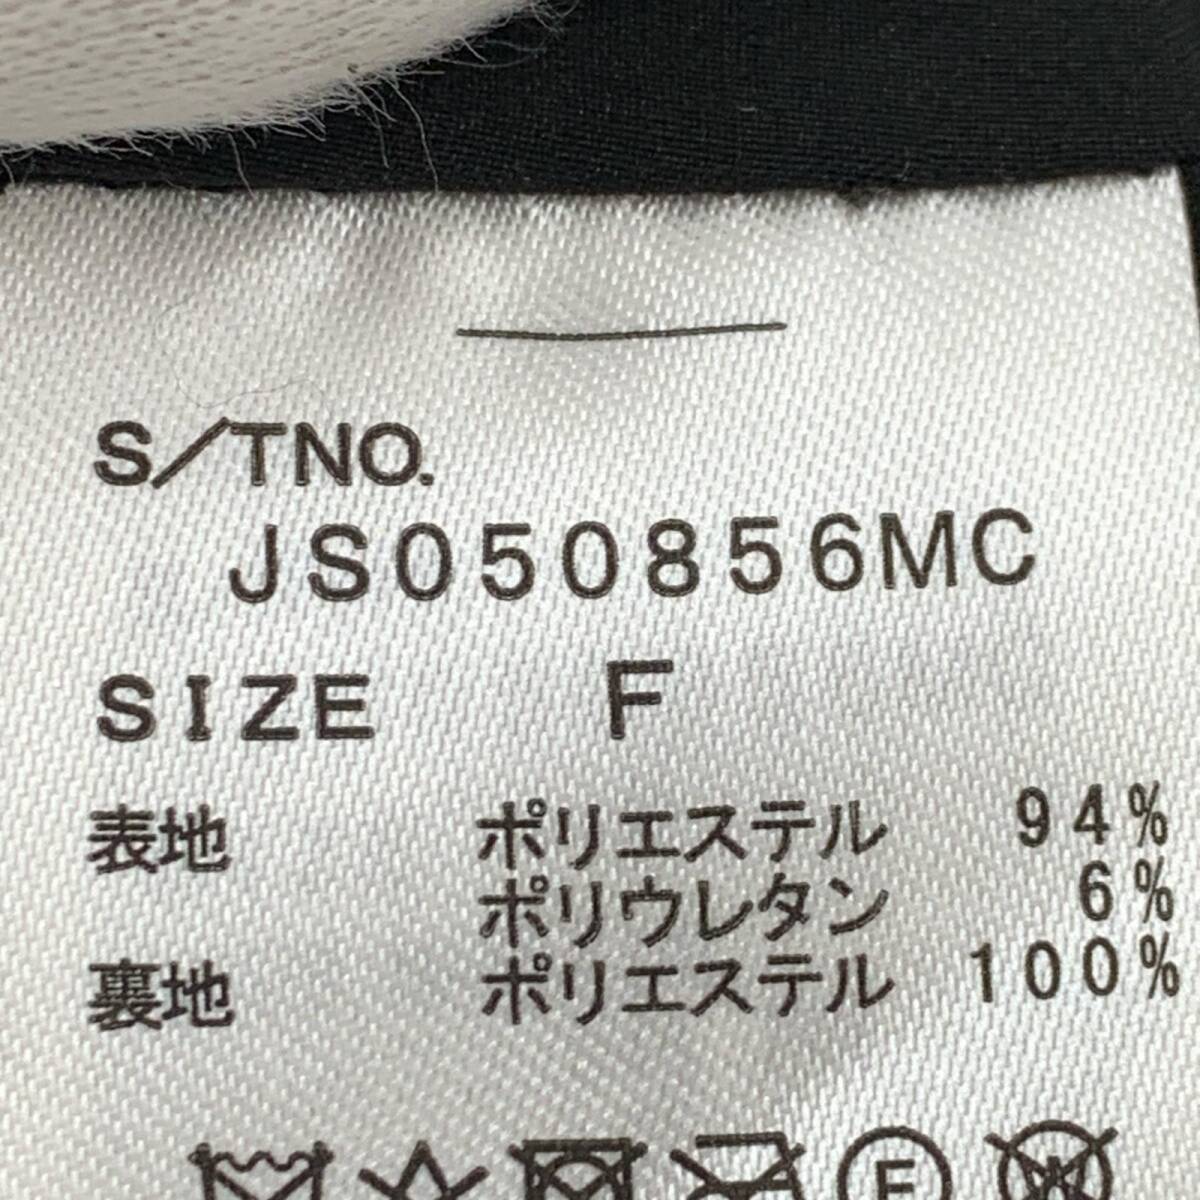 S/TNO.
JS050856MC
SIZE F
表地 ポリエステル 94%
ポリウレタン 6%
裏地 ポリエステル 100%
F
W